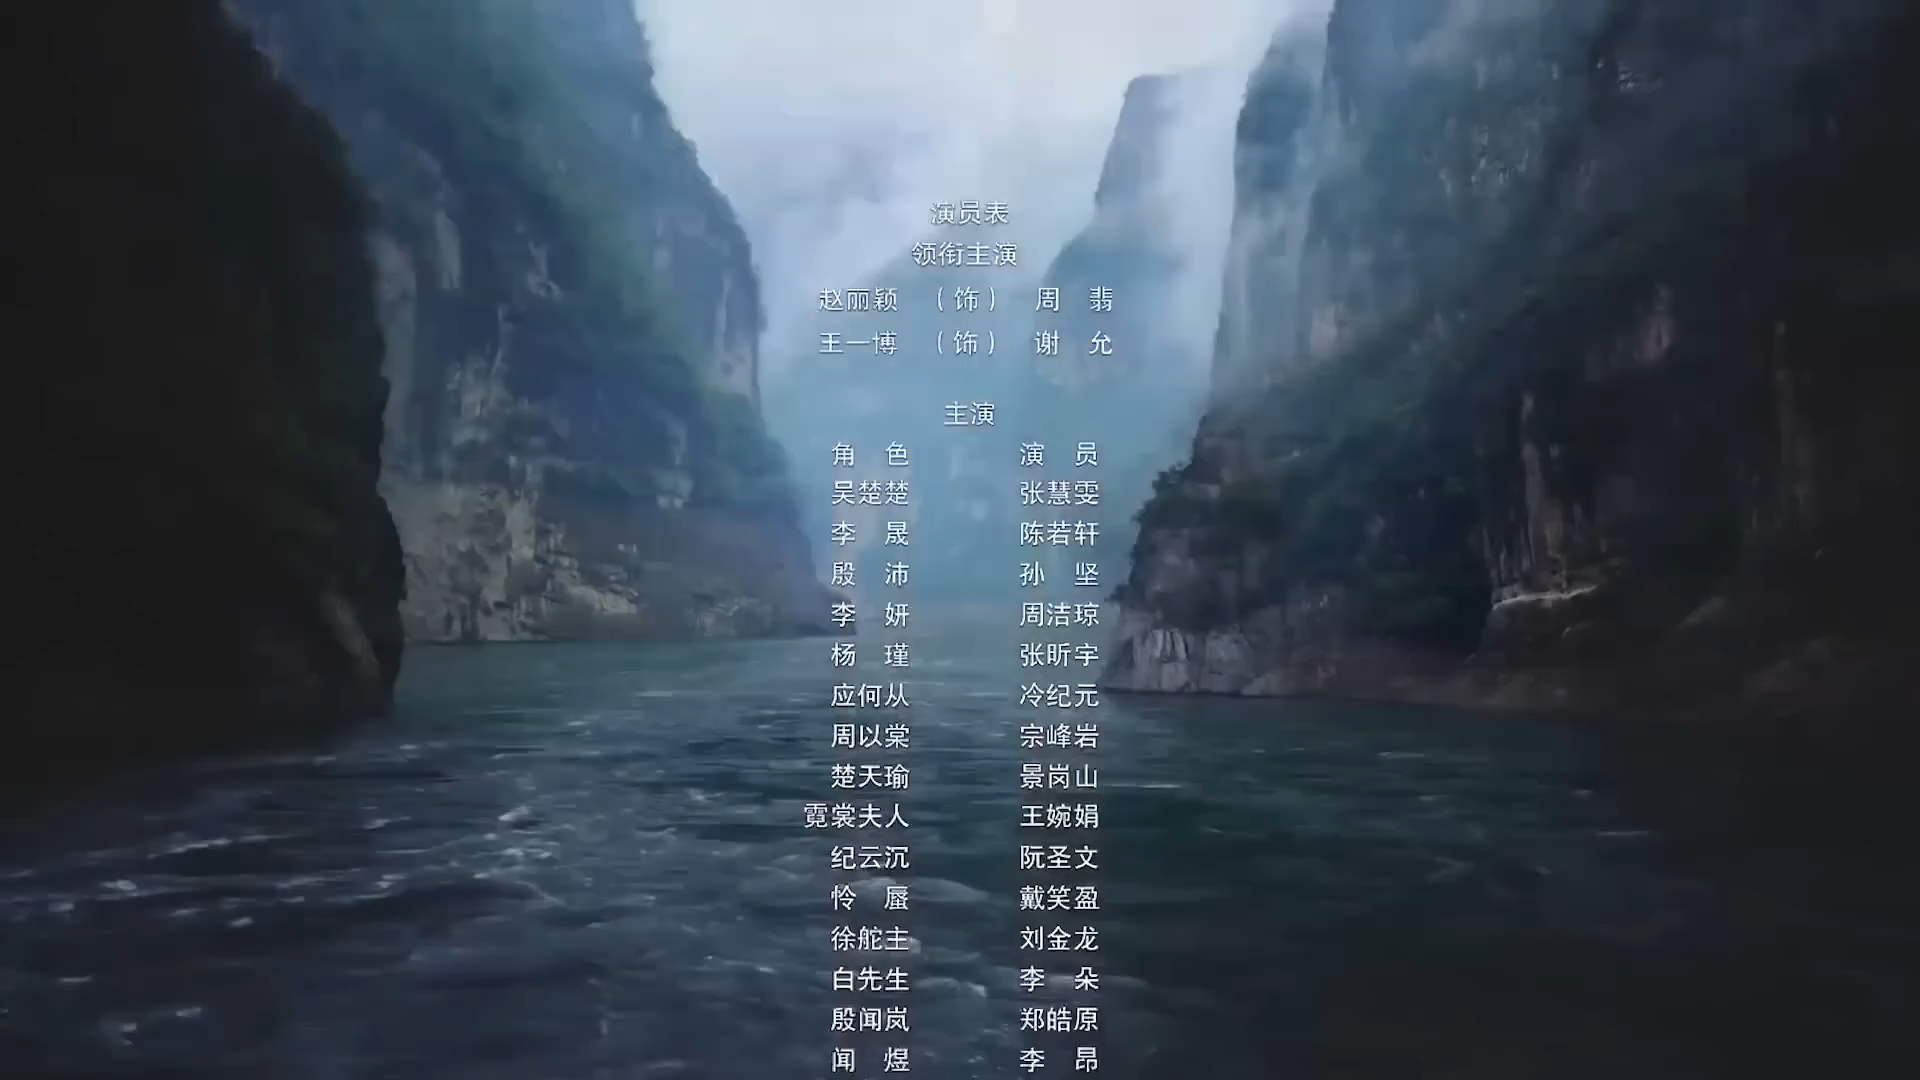 演员表
领衔主演
赵丽颖 （饰） 周 翡
王一博 （饰） 谢 允
主演
角 色 演 员
吴楚楚 张慧雯
李 晟 陈若轩
殷 沛 孙 坚
李 妍 周洁琼
杨 瑾 张昕宇
应何从 冷纪元
周以棠 宗峰岩
楚天瑜 景岗山
霓裳夫人 王婉娟
纪云沉 阮圣文
怜 蜃 戴笑盈
徐舵主 刘金龙
白先生 李 朵
殷闻岚 郑皓原
闻 煜 李 昂